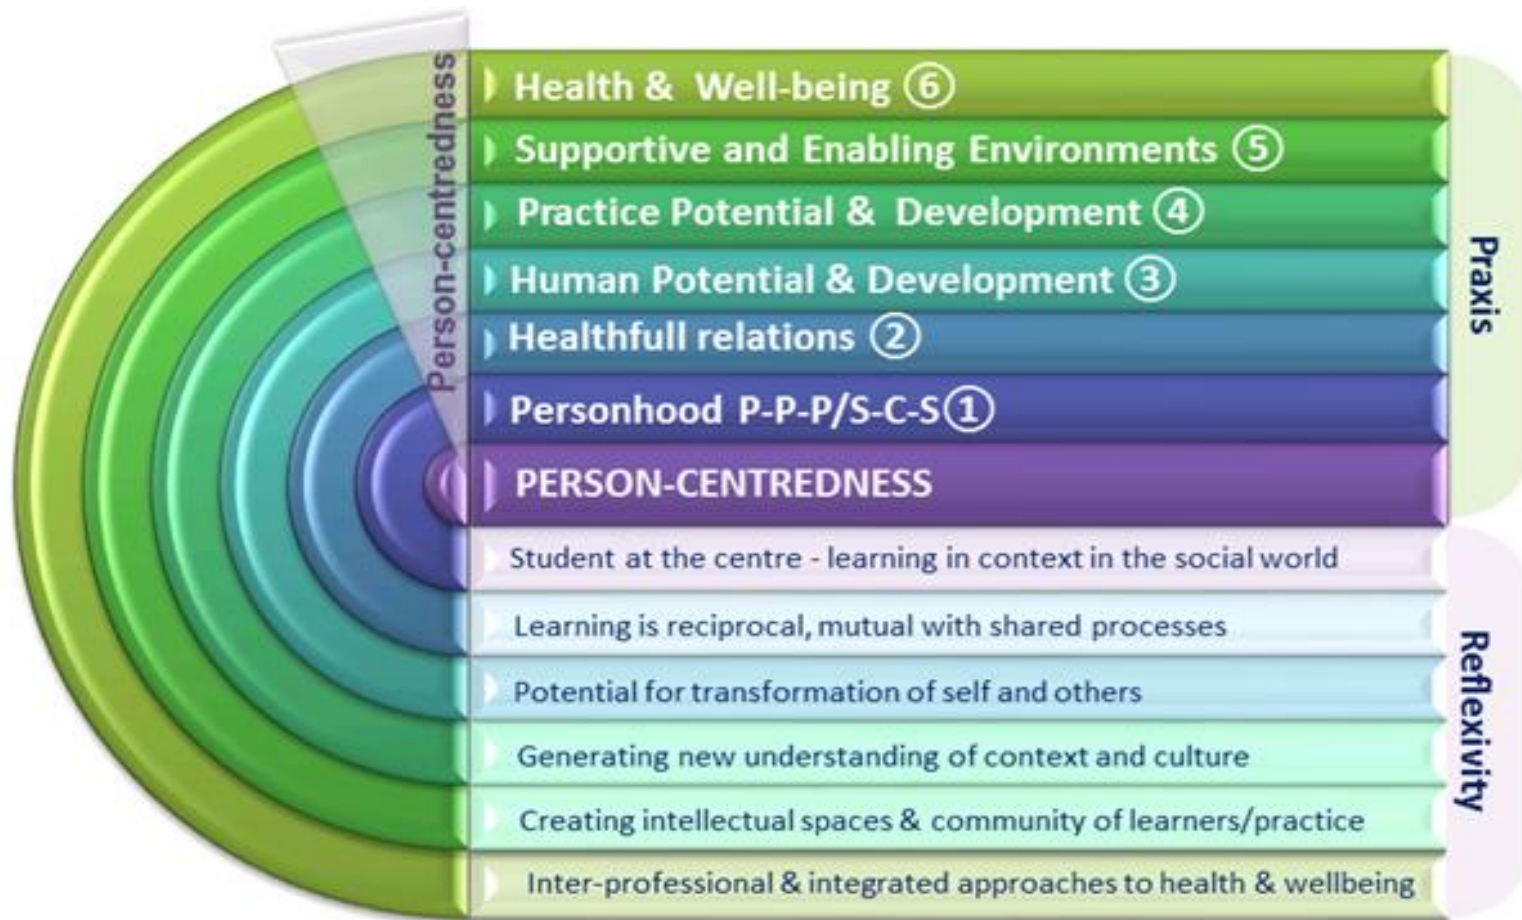 Person-centredness
Health & Well-being ⑥
Supportive and Enabling Environments ⑤
Practice Potential & Development ④
Human Potential & Development ③
Healthfull relations ②
Personhood P-P-P/S-C-S①
PERSON-CENTREDNESS
Praxis
Student at the centre - learning in context in the social world
Learning is reciprocal, mutual with shared processes
Potential for transformation of self and others
Generating new understanding of context and culture
Creating intellectual spaces & community of learners/practice
Inter-professional & integrated approaches to health & wellbeing
Reflexivity